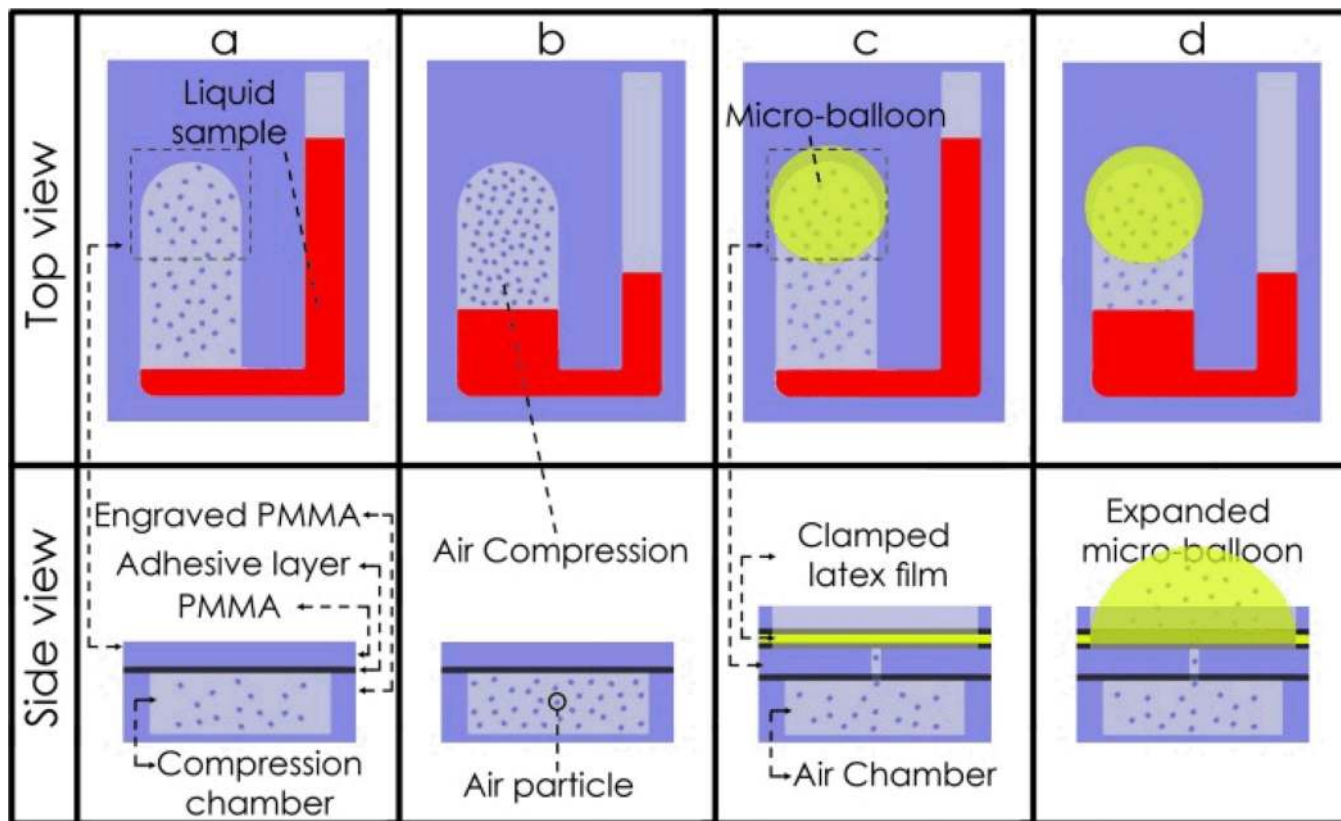 a
b
c
d
Top view
Liquid
sample
Micro-balloon
Side view
Engraved PMMA
Adhesive layer
PMMA
Compression
chamber
Air Compression
Air particle
Clamped
latex film
Air Chamber
Expanded
micro-balloon